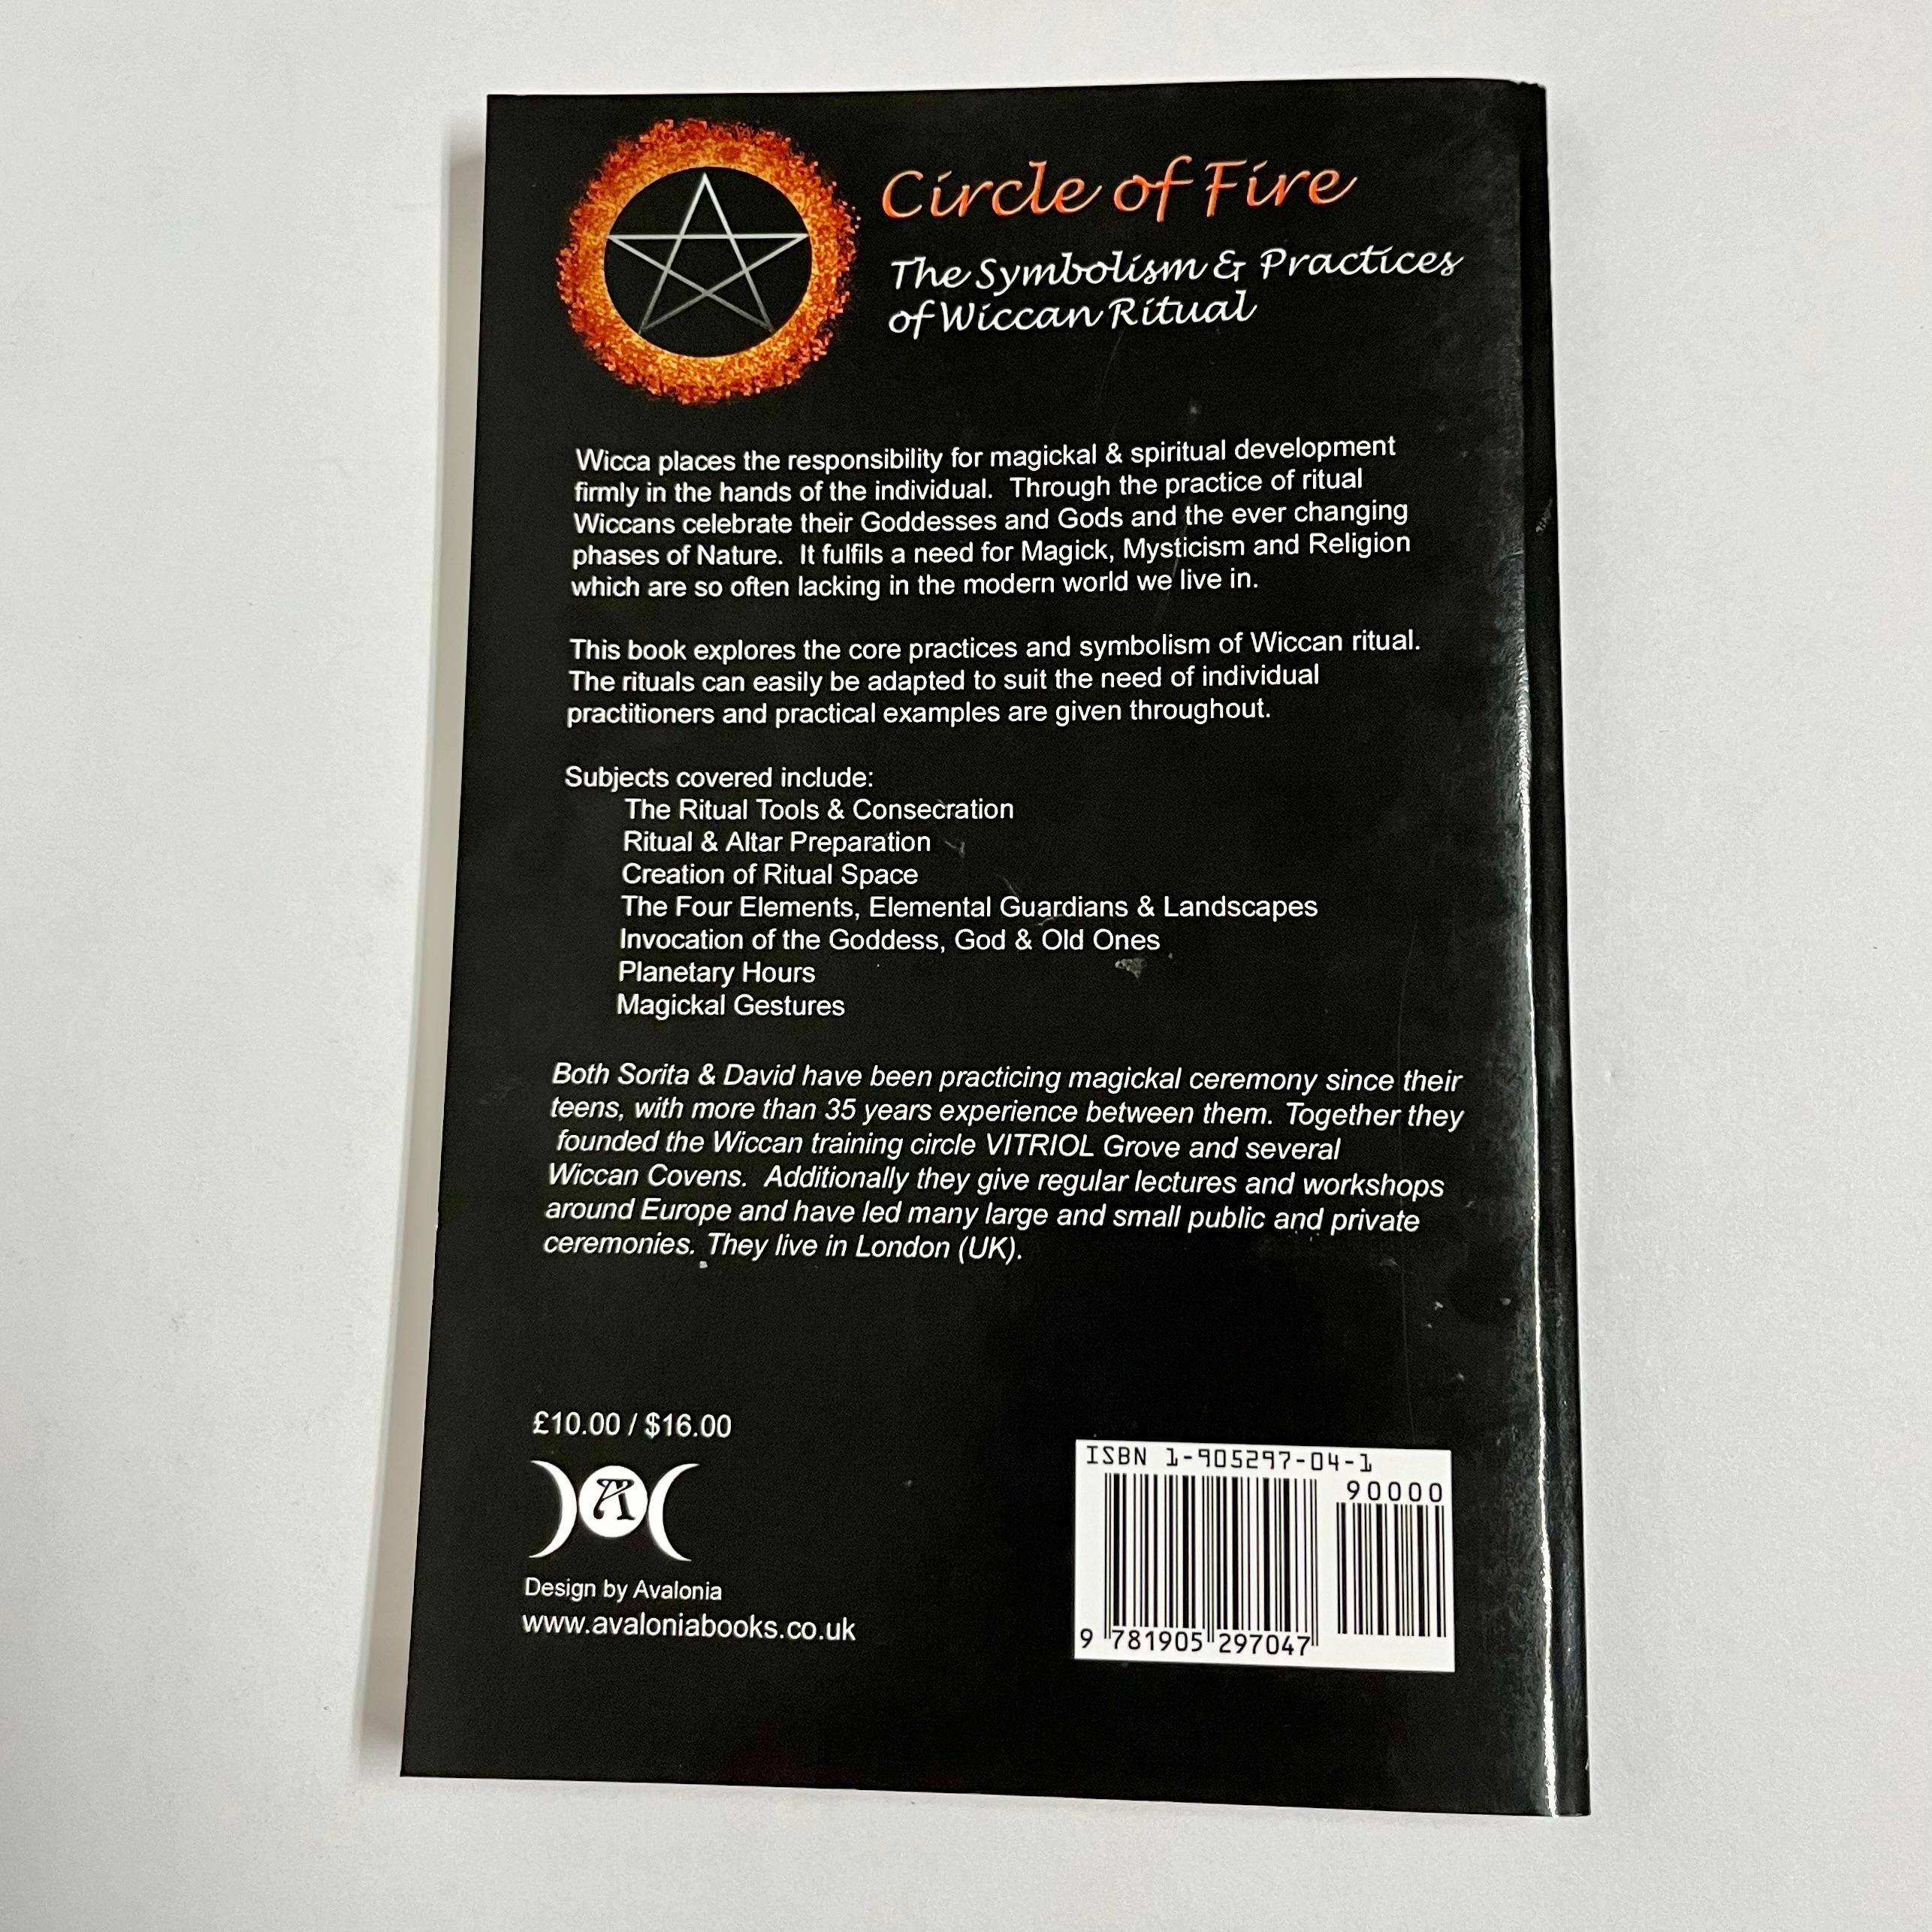 Circle of Fire
The Symbolism & Practices
of Wiccan Ritual
Wicca places the responsibility for magickal & spiritual development
firmly in the hands of the individual. Through the practice of ritual
Wiccans celebrate their Goddesses and Gods and the ever changing
phases of Nature. It fulfils a need for Magick, Mysticism and Religion
which are so often lacking in the modern world we live in.
This book explores the core practices and symbolism of Wiccan ritual.
The rituals can easily be adapted to suit the need of individual
practitioners and practical examples are given throughout.
Subjects covered include:
The Ritual Tools & Consecration
Ritual & Altar Preparation
Creation of Ritual Space
The Four Elements, Elemental Guardians & Landscapes
Invocation of the Goddess, God & Old Ones
Planetary Hours
Magickal Gestures
Both Sorita & David have been practicing magickal ceremony since their
teens, with more than 35 years experience between them. Together they
founded the Wiccan training circle VITRIOL Grove and several
Wiccan Covens. Additionally they give regular lectures and workshops
around Europe and have led many large and small public and private
ceremonies. They live in London (UK).
£10.00 / $16.00
A
Design by Avalonia
www.avaloniabooks.co.uk
ISBN 1-905297-04-1
90000
9 781905 297047